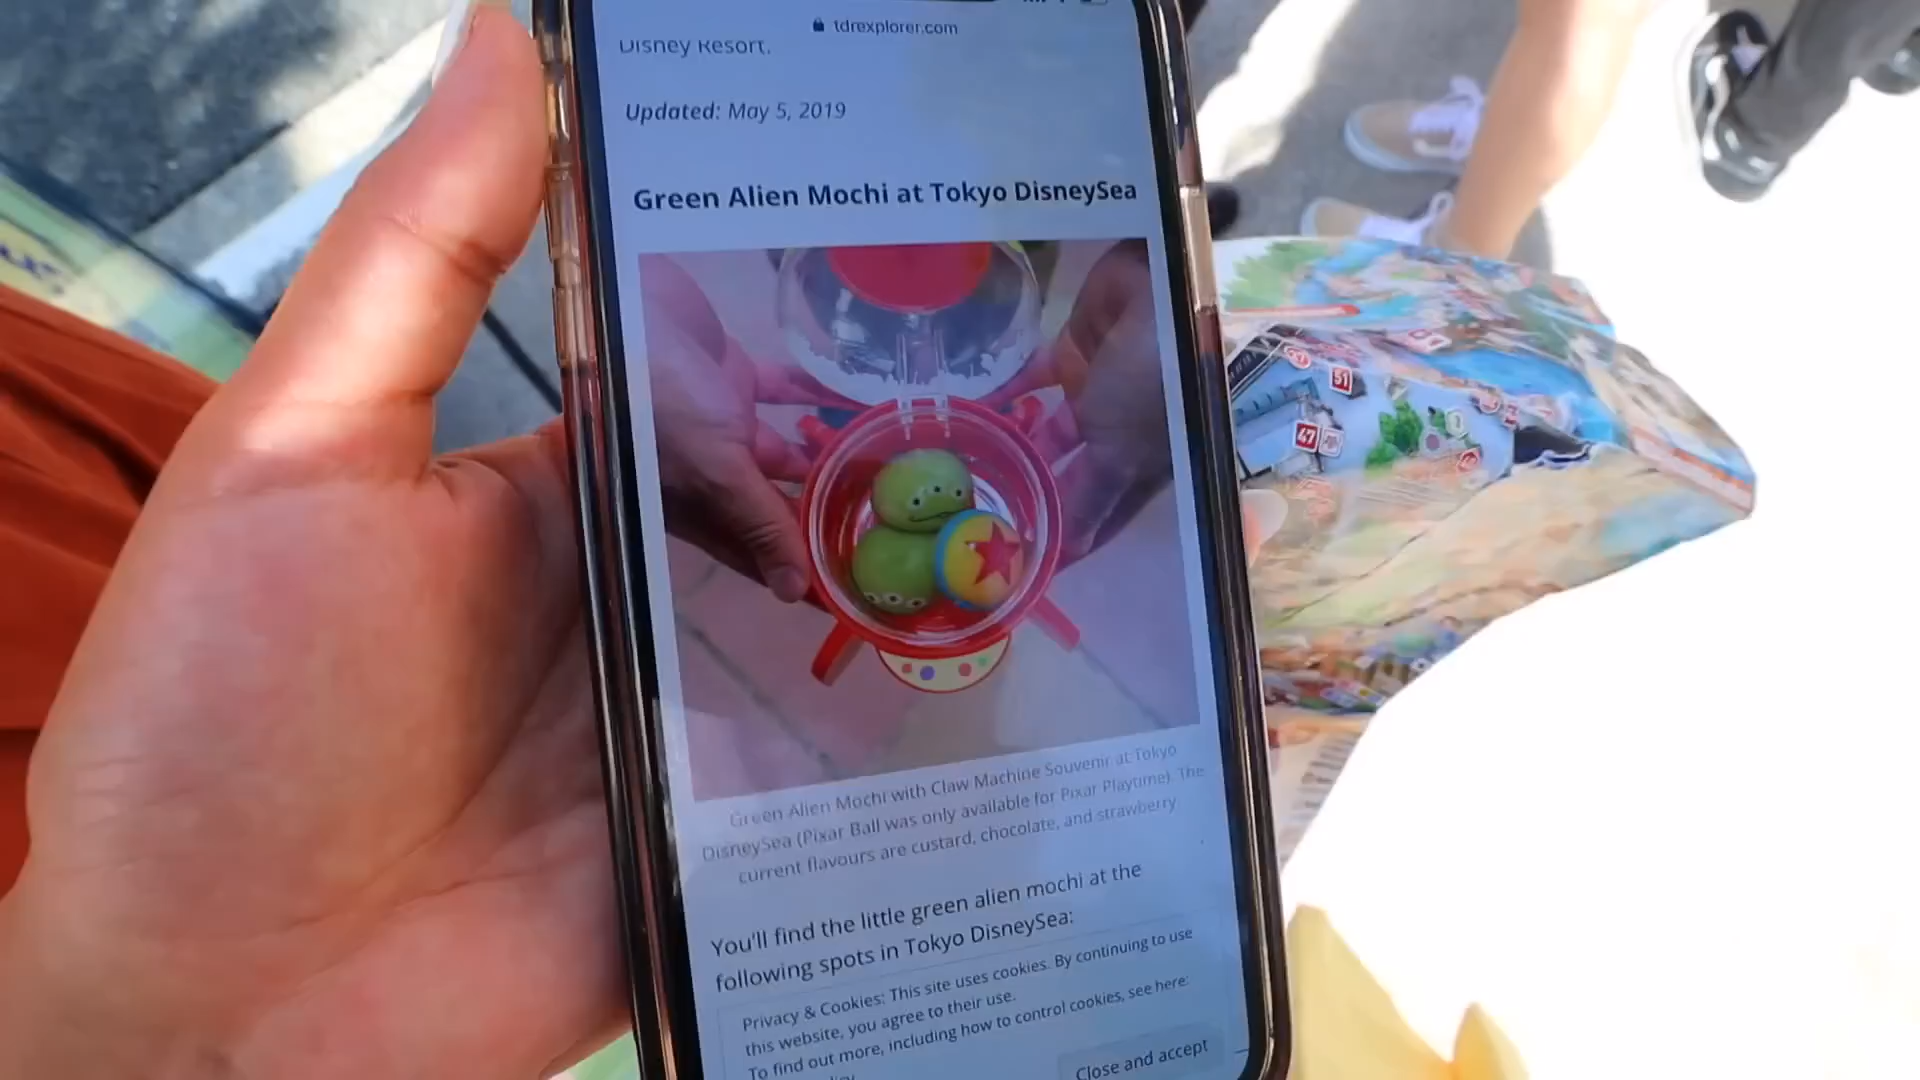 tdrexplorer.com
Disney Resort.
Updated: May 5, 2019
Green Alien Mochi at Tokyo DisneySea
Green Alien Mochi with Claw Machine Souvenir at Tokyo
DisneySea (Pixar Ball was only available for Pixar Playtime). The
current flavours are custard, chocolate, and strawberry
You'll find the little green alien mochi at the
following spots in Tokyo DisneySea:
Privacy & Cookies: This site uses cookies. By continuing to use
this website, you agree to their use.
To find out more, including how to control cookies, see here:
Close and accept
51
47